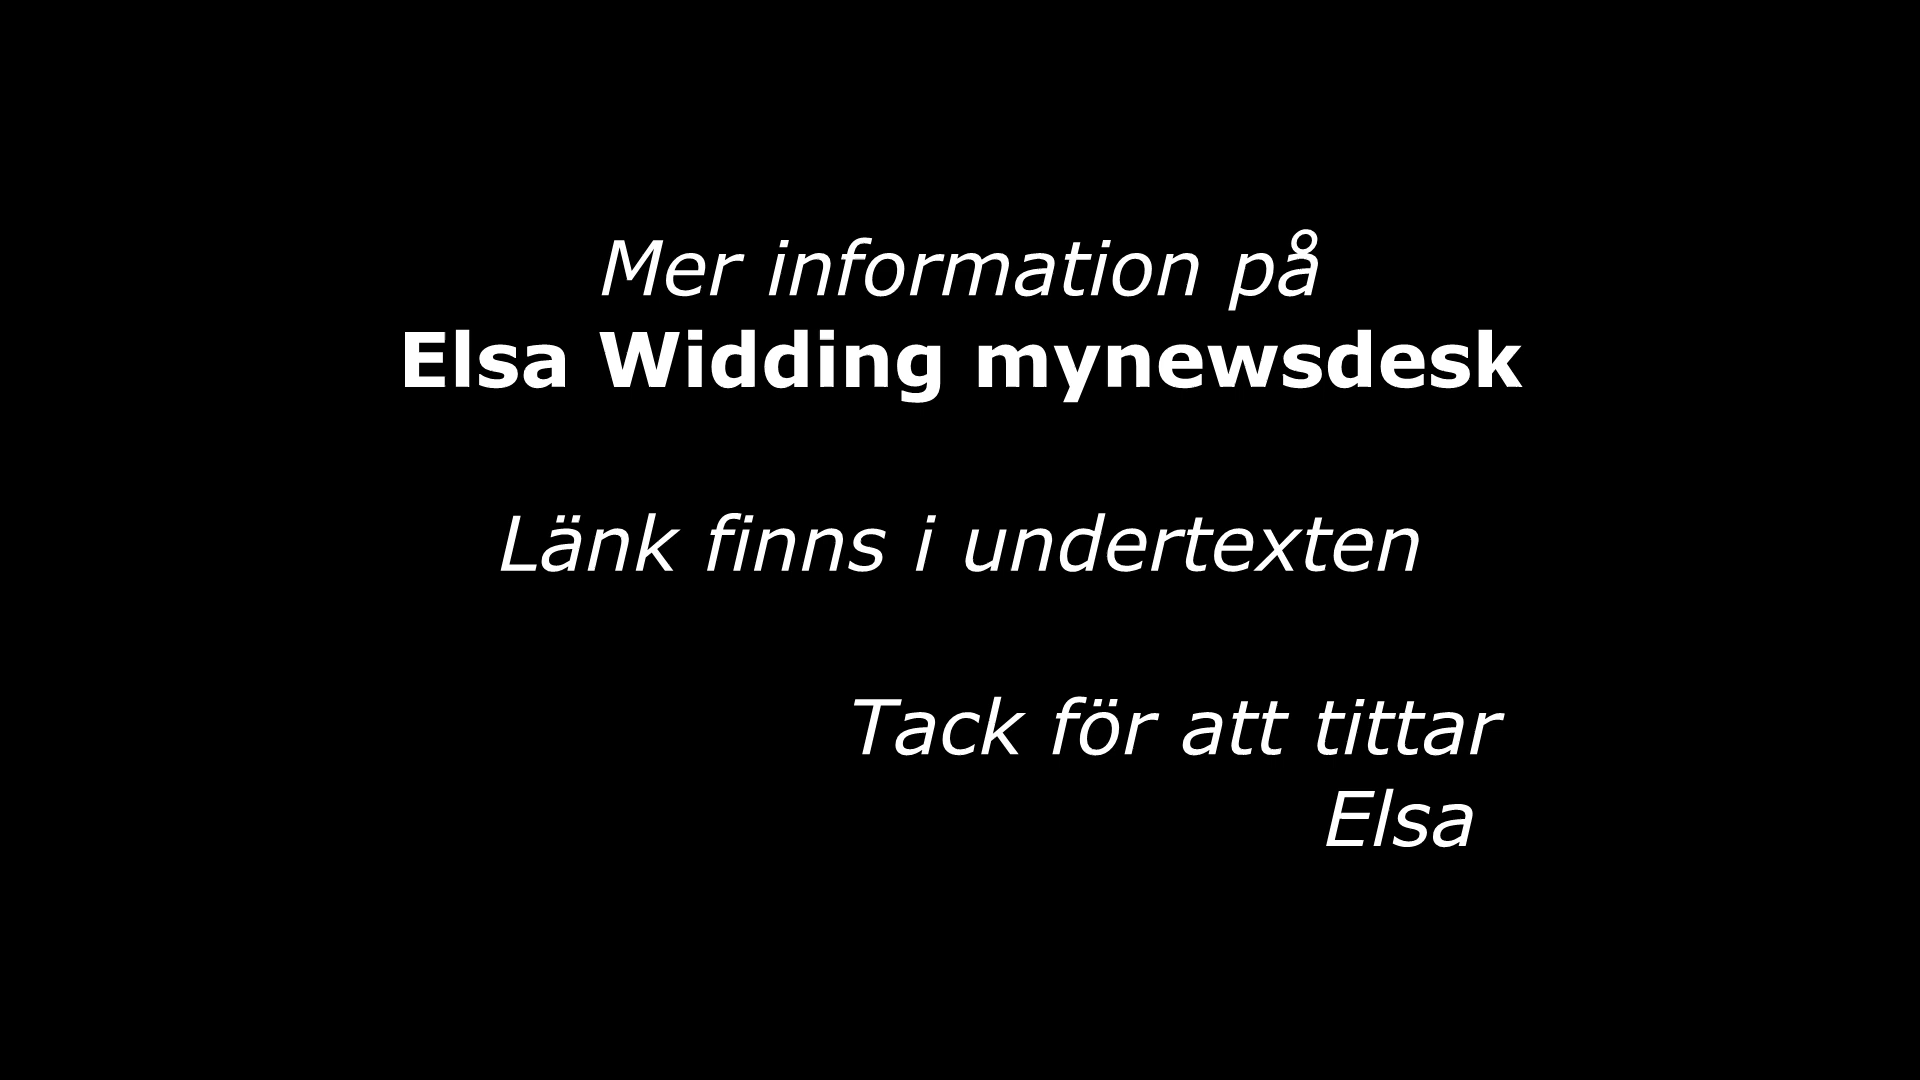 Mer information på
Elsa Widding mynewsdesk
Länk finns i undertexten
Tack för att tittar
Elsa